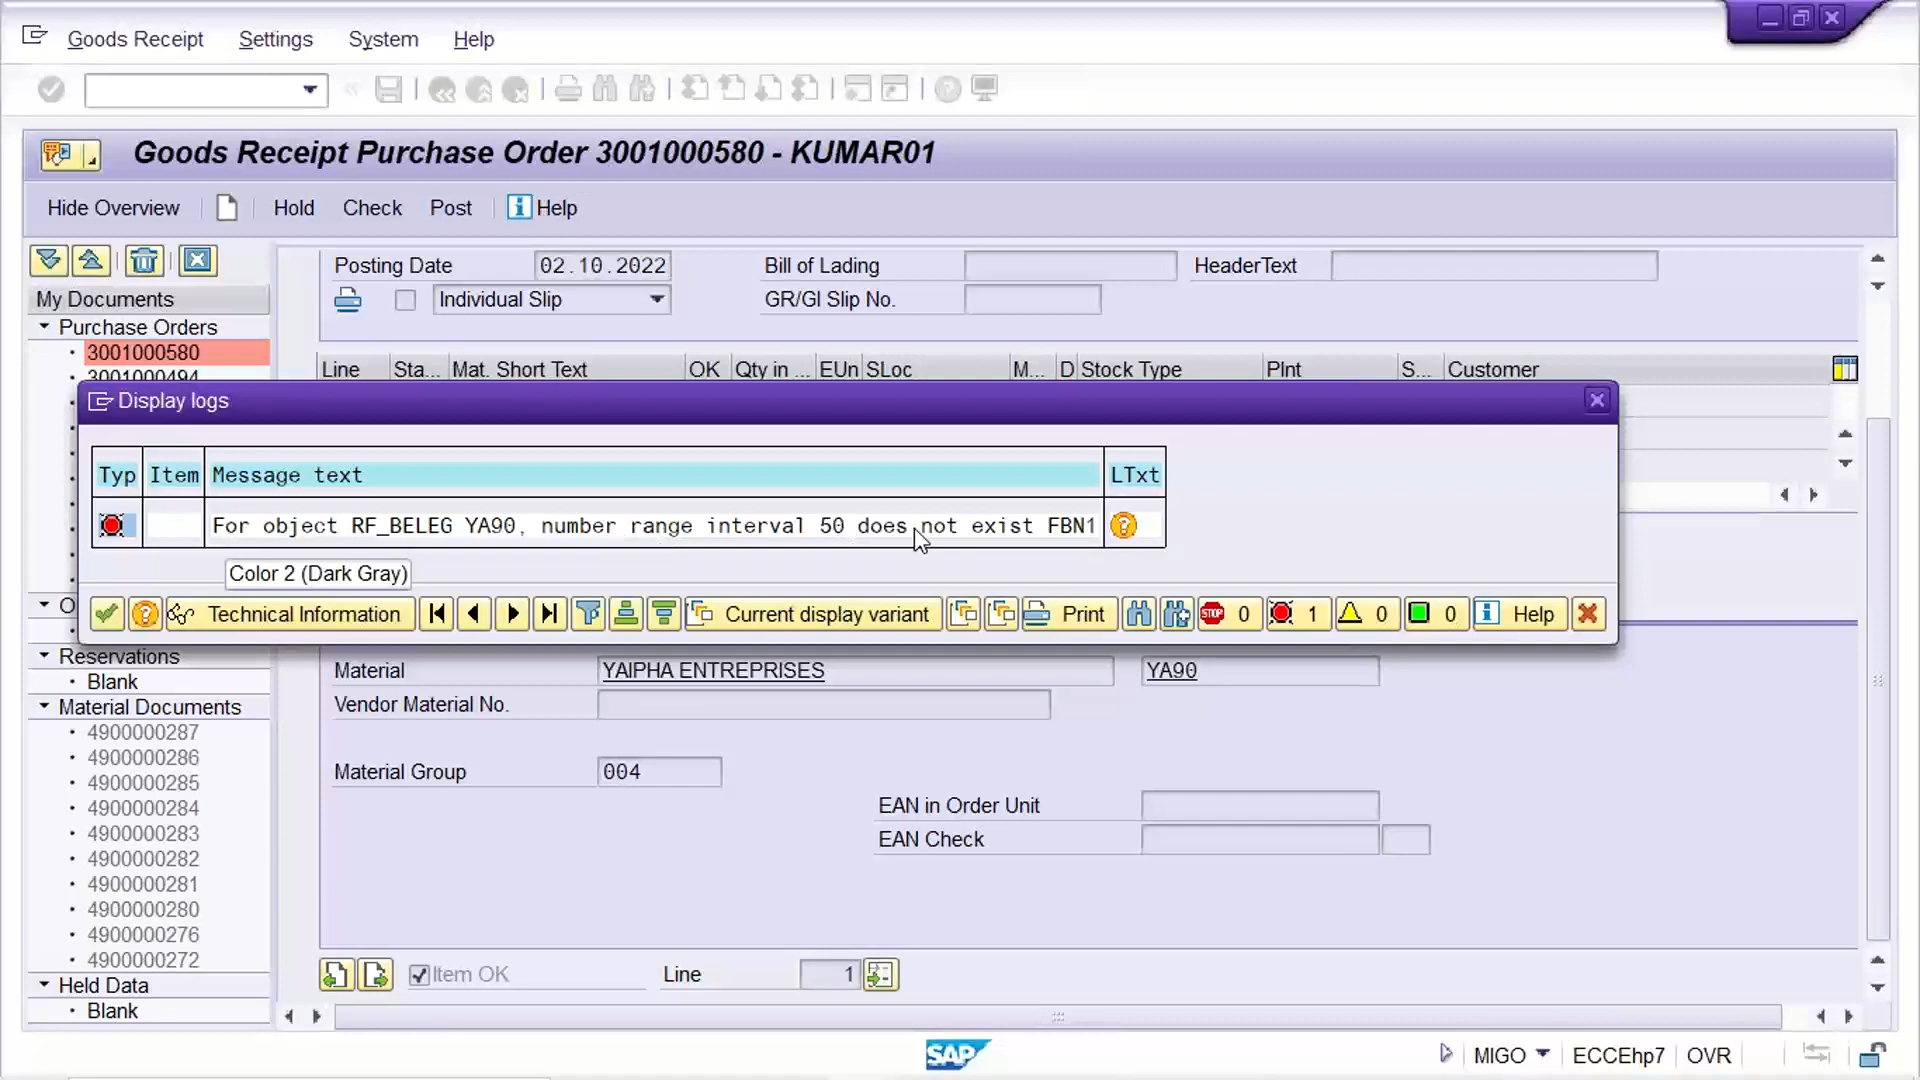 Goods Receipt Settings System Help
Goods Receipt Purchase Order 3001000580 - KUMAR01
Hide Overview Hold Check Post Help
Posting Date 02.10.2022 Bill of Lading HeaderText
Individual Slip GR/GI Slip No.
My Documents
Purchase Orders
3001000580
3001000494
Line Sta... Mat. Short Text OK Qty in ... EUn SLoc M... D Stock Type Plnt S... Customer
Display logs
Typ Item Message text LTxt
For object RF_BELEG YA90, number range interval 50 does not exist FBN1
Color 2 (Dark Gray)
Technical Information Current display variant Print STOP 0 1 0 0 Help
O
Reservations
Blank
Material Documents
4900000287
4900000286
4900000285
4900000284
4900000283
4900000282
4900000281
4900000280
4900000276
4900000272
Held Data
Blank
Material YAIPHA ENTREPRISES YA90
Vendor Material No.
Material Group 004
EAN in Order Unit
EAN Check
Item OK Line 1
SAP MIGO ECCEhp7 OVR